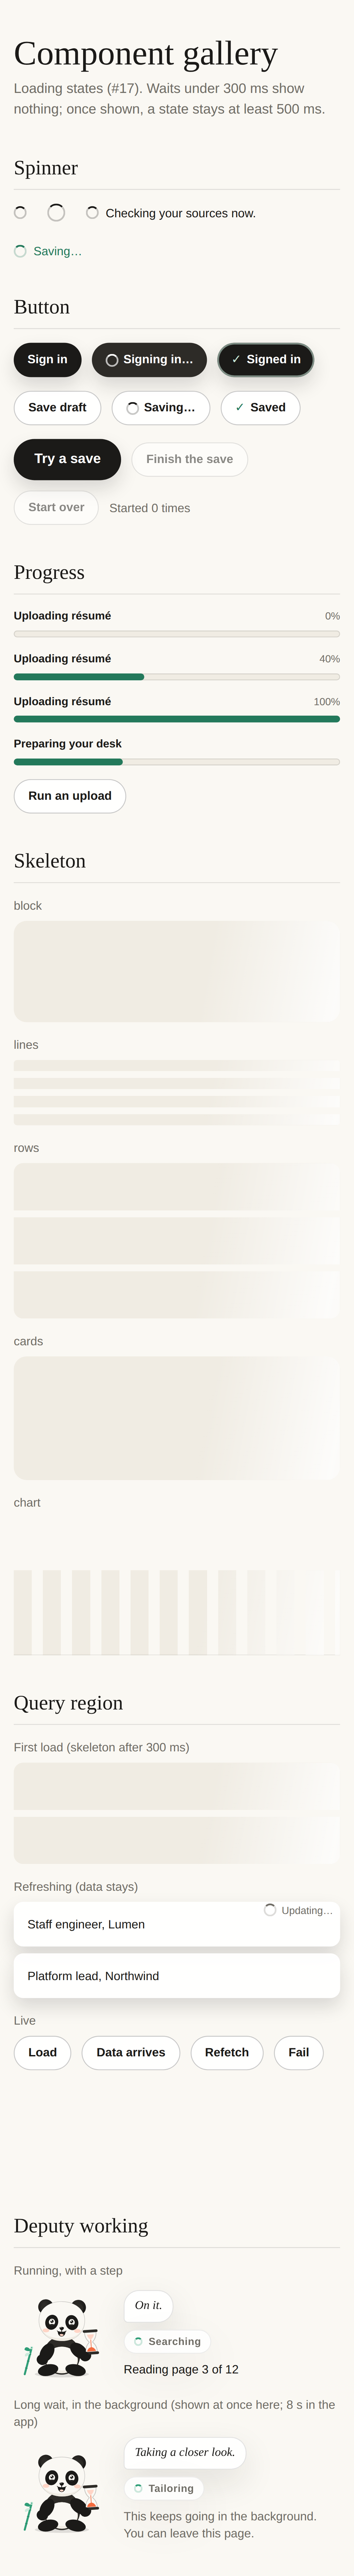 Component gallery
Loading states (#17). Waits under 300 ms show
nothing; once shown, a state stays at least 500 ms.
Spinner
Checking your sources now.
Saving…
Button
Sign in
Signing in…
✓ Signed in
Save draft
Saving…
✓ Saved
Try a save
Finish the save
Start over
Started 0 times
Progress
Uploading résumé 0%
Uploading résumé 40%
Uploading résumé 100%
Preparing your desk
Run an upload
Skeleton
block
lines
rows
cards
chart
Query region
First load (skeleton after 300 ms)
Refreshing (data stays)
Updating…
Staff engineer, Lumen
Platform lead, Northwind
Live
Load
Data arrives
Refetch
Fail
Deputy working
Running, with a step
On it.
Searching
Reading page 3 of 12
Long wait, in the background (shown at once here; 8 s in the
app)
Taking a closer look.
Tailoring
This keeps going in the background.
You can leave this page.